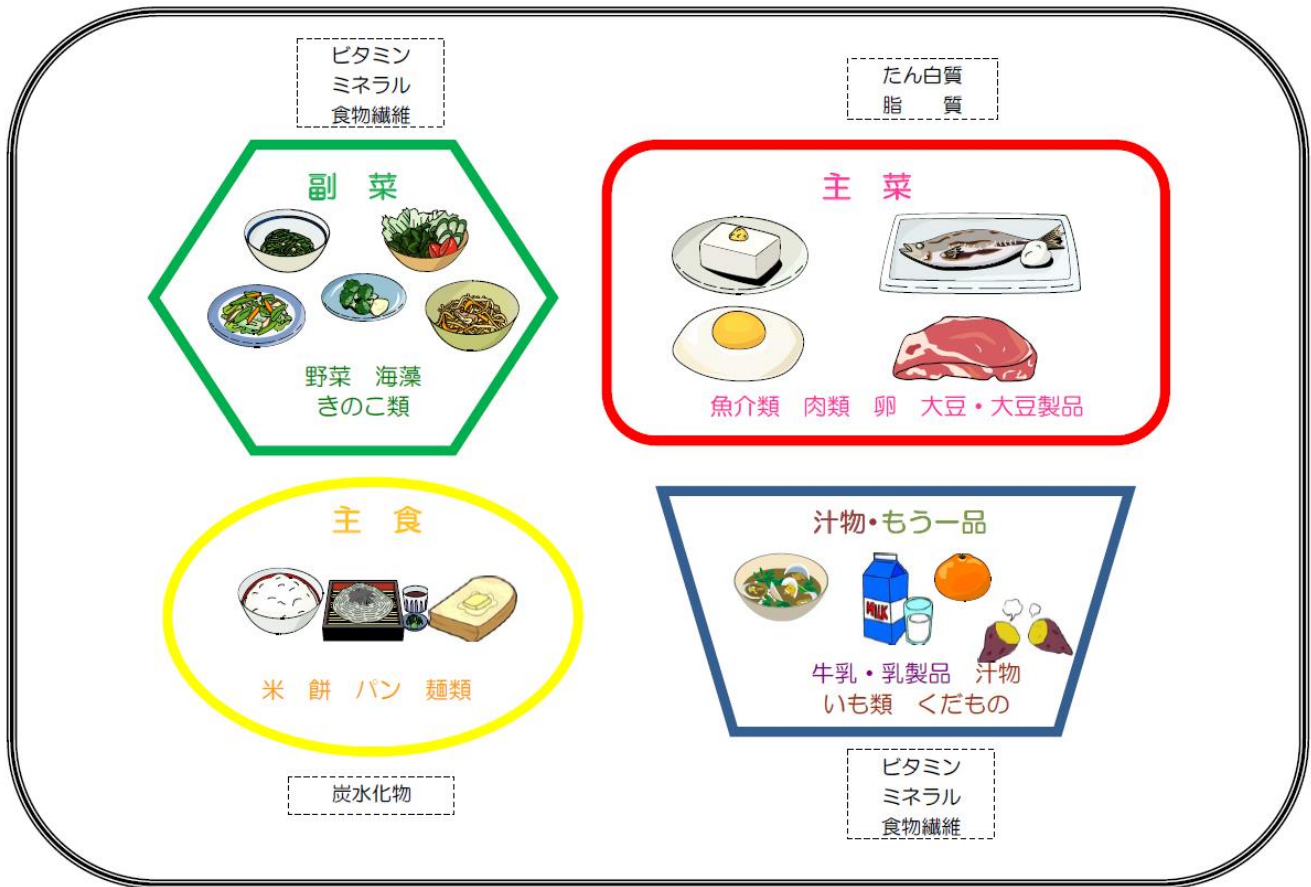 ビタミン
ミネラル
食物繊維
副　菜
野菜　海藻
きのこ類
たん白質
脂　　質
主　菜
魚介類　肉類　卵　大豆・大豆製品
主　食
米　餅　パン　麺類
炭水化物
汁物・もう一品
MILK
牛乳・乳製品　汁物
いも類　くだもの
ビタミン
ミネラル
食物繊維